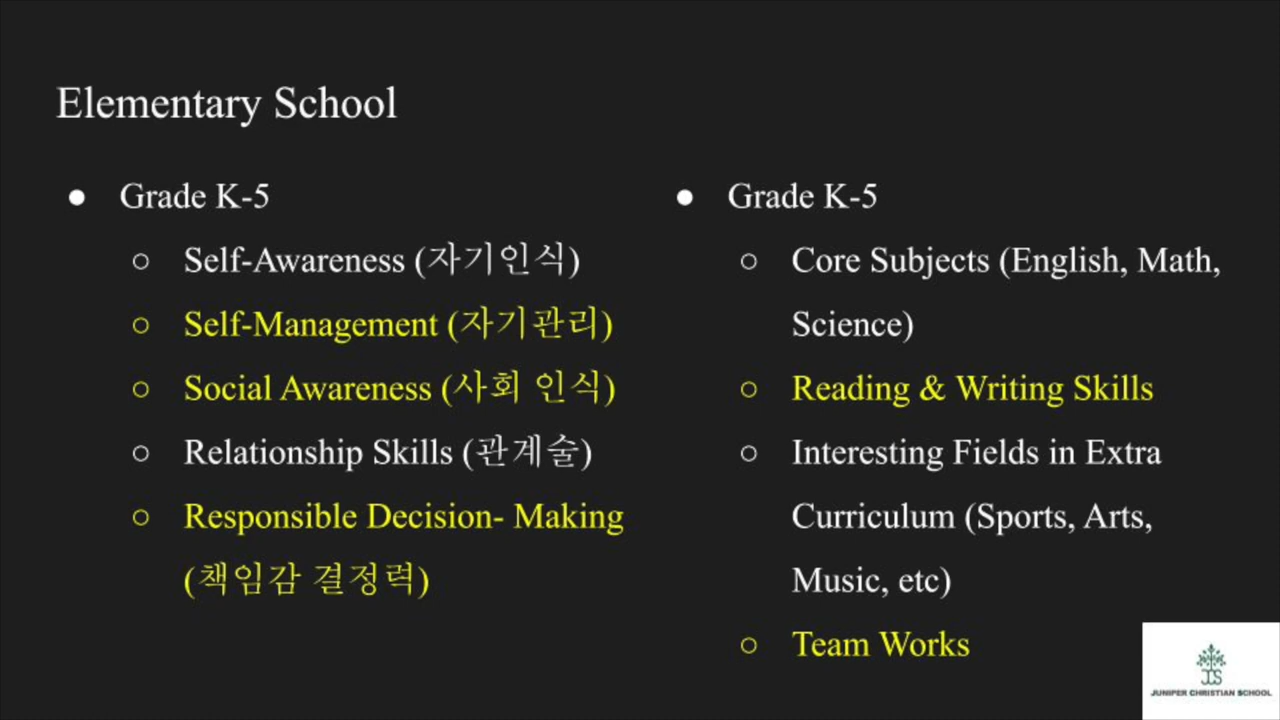 Elementary School
● Grade K-5
○ Self-Awareness (자기인식)
○ Self-Management (자기관리)
○ Social Awareness (사회 인식)
○ Relationship Skills (관계술)
○ Responsible Decision- Making
(책임감 결정력)
● Grade K-5
○ Core Subjects (English, Math,
Science)
○ Reading & Writing Skills
○ Interesting Fields in Extra
Curriculum (Sports, Arts,
Music, etc)
○ Team Works
JCS
JUNIPER CHRISTIAN SCHOOL